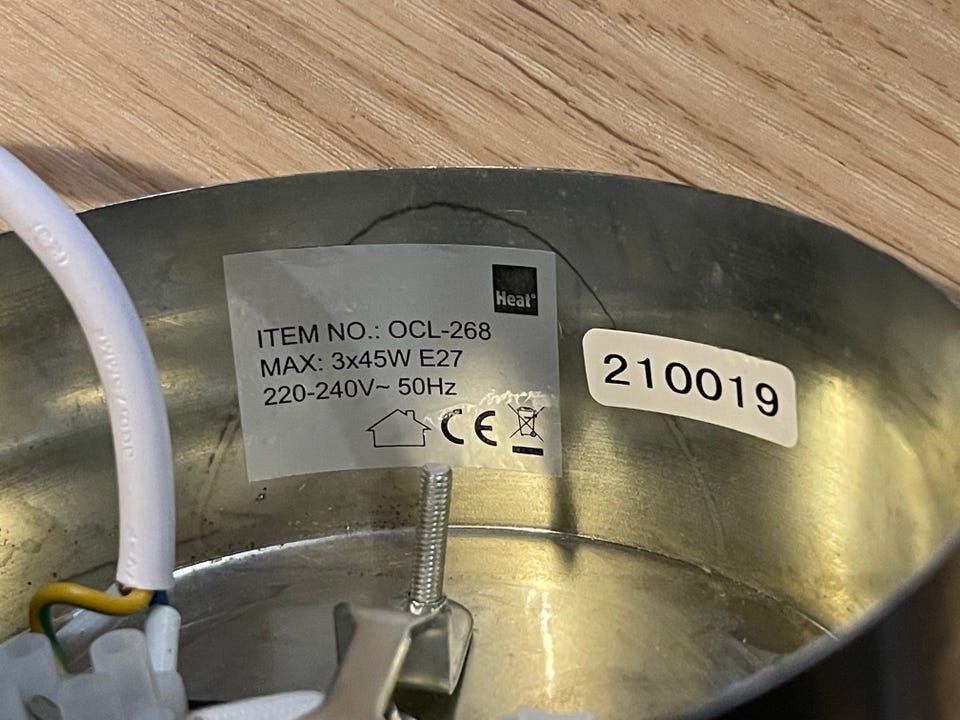 Heat®
ITEM NO.: OCL-268
MAX: 3x45W E27
220-240V~ 50Hz
CE
210019